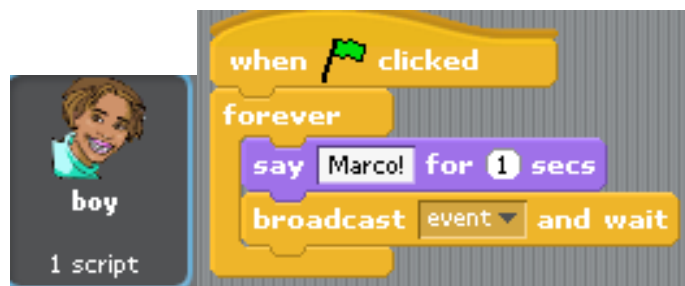 boy
1 script
when clicked
forever
say Marco! for 1 secs
broadcast event and wait